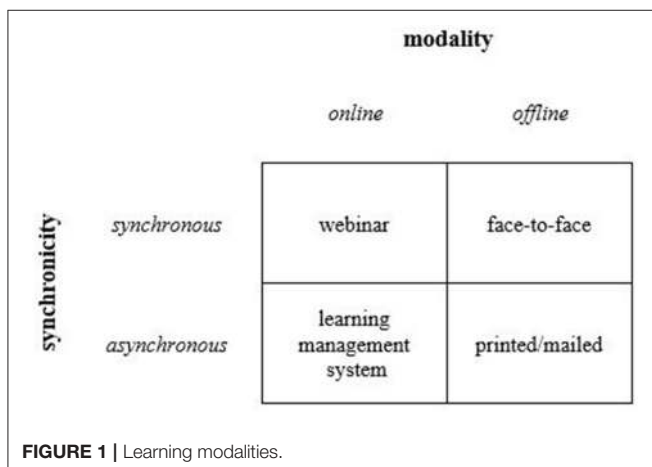 modality
online offline
synchronicity
synchronous webinar face-to-face
asynchronous learning management system printed/mailed
FIGURE 1 | Learning modalities.